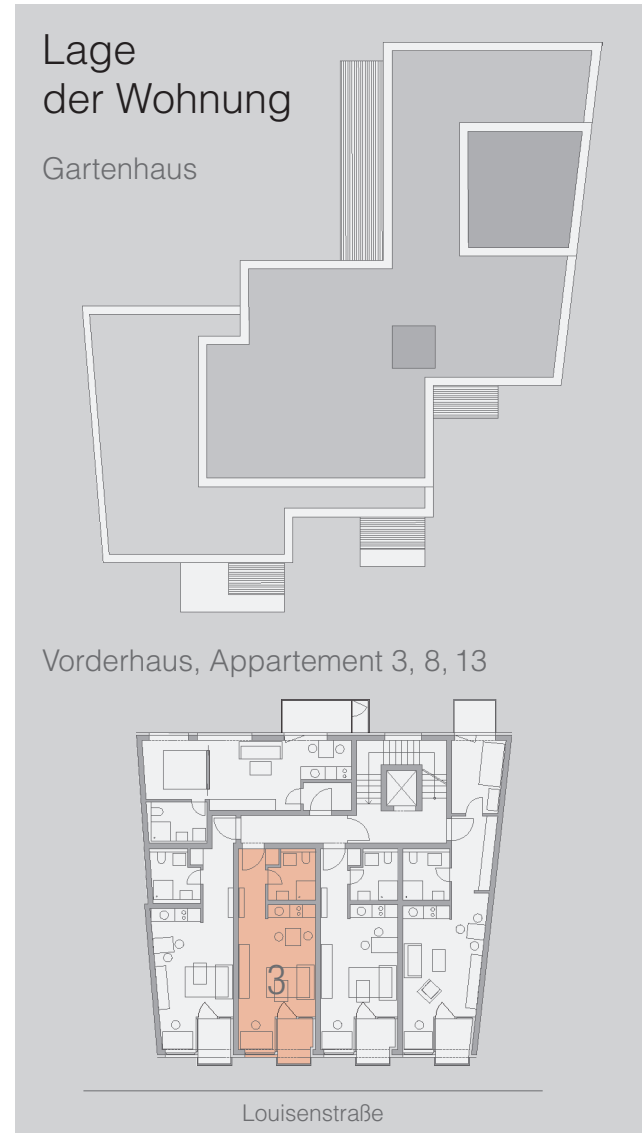 Lage
der Wohnung
Gartenhaus
Vorderhaus, Appartement 3, 8, 13
3
Louisenstraße